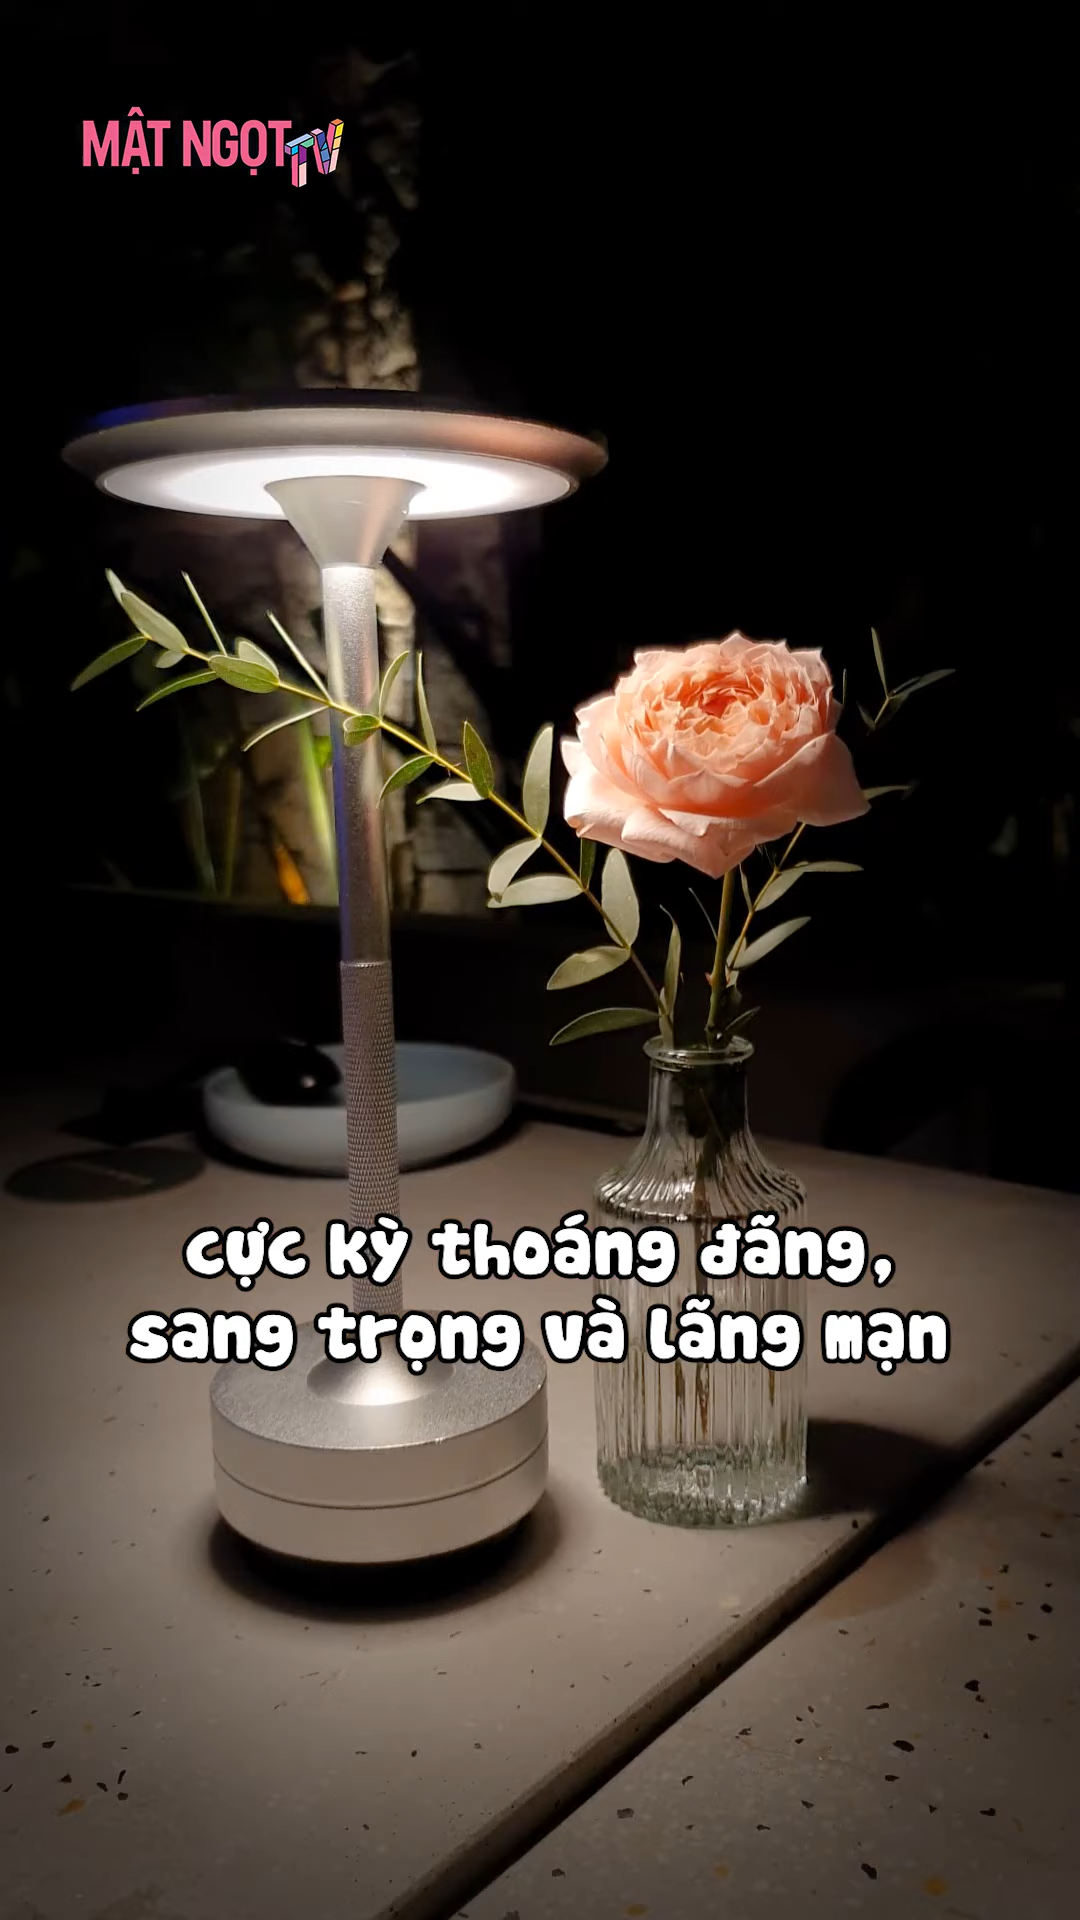 MẬT NGỌT TV
cực kỳ thoáng đãng,
sang trọng và lãng mạn